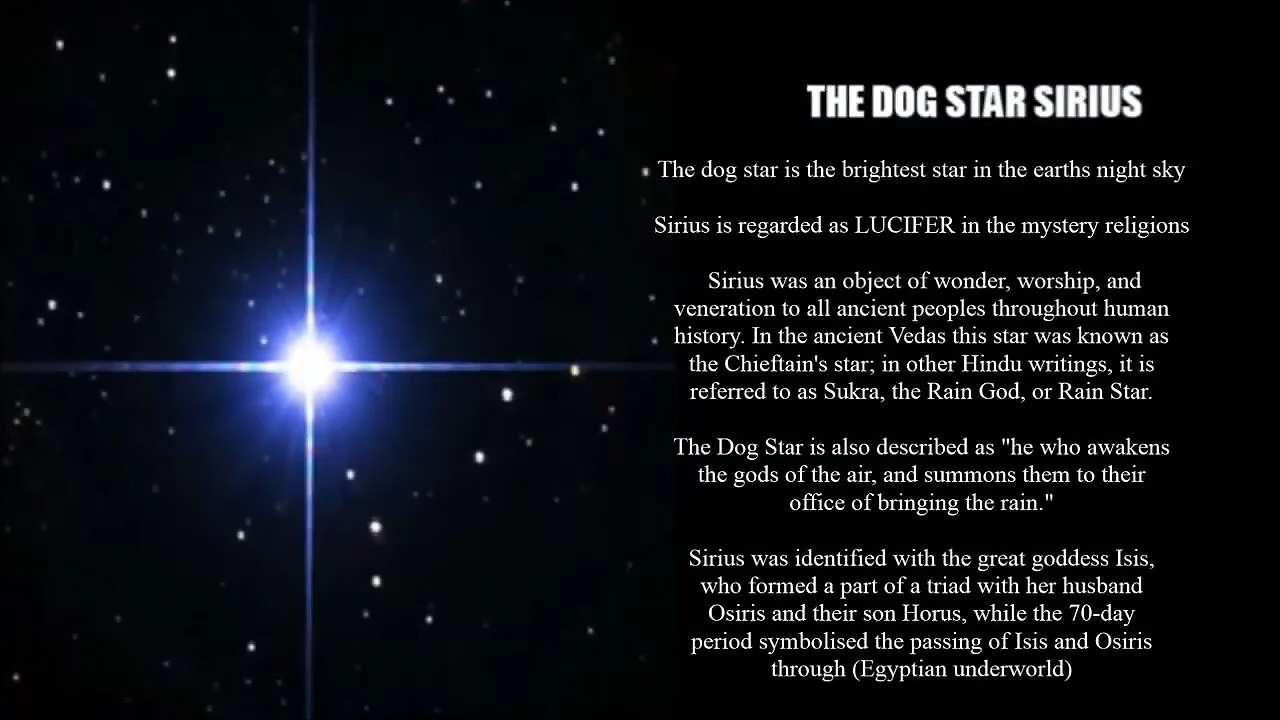 THE DOG STAR SIRIUS
The dog star is the brightest star in the earths night sky
Sirius is regarded as LUCIFER in the mystery religions
Sirius was an object of wonder, worship, and
veneration to all ancient peoples throughout human
history. In the ancient Vedas this star was known as
the Chieftain's star; in other Hindu writings, it is
referred to as Sukra, the Rain God, or Rain Star.
The Dog Star is also described as "he who awakens
the gods of the air, and summons them to their
office of bringing the rain."
Sirius was identified with the great goddess Isis,
who formed a part of a triad with her husband
Osiris and their son Horus, while the 70-day
period symbolised the passing of Isis and Osiris
through (Egyptian underworld)